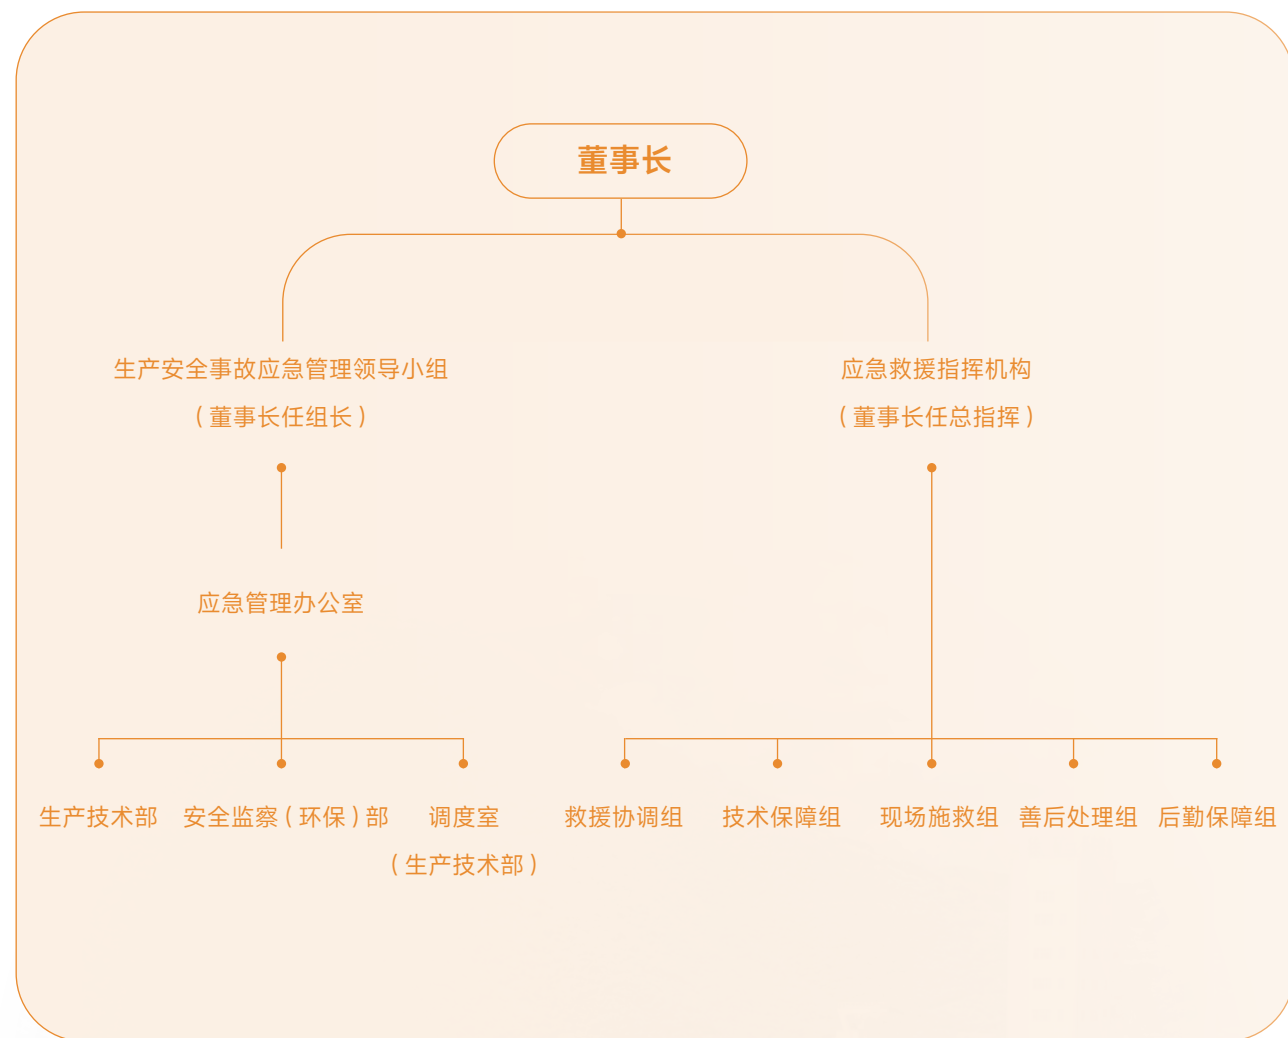 董事长
生产安全事故应急管理领导小组
（董事长任组长）
应急救援指挥机构
（董事长任总指挥）
应急管理办公室
生产技术部
安全监察（环保）部
调度室
（生产技术部）
救援协调组
技术保障组
现场施救组
善后处理组
后勤保障组